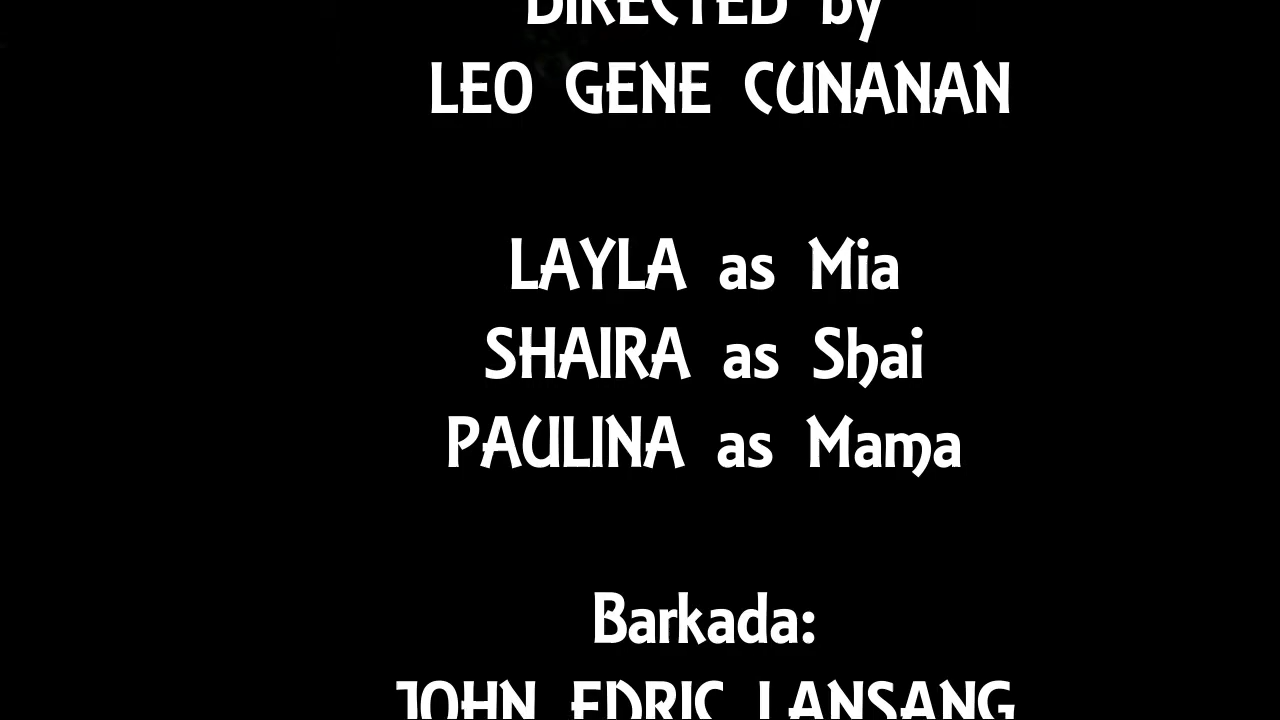 DIRECTED by
LEO GENE CUNANAN
LAYLA as Mia
SHAIRA as Shai
PAULINA as Mama
Barkada:
JOHN EDRIC LANSANG